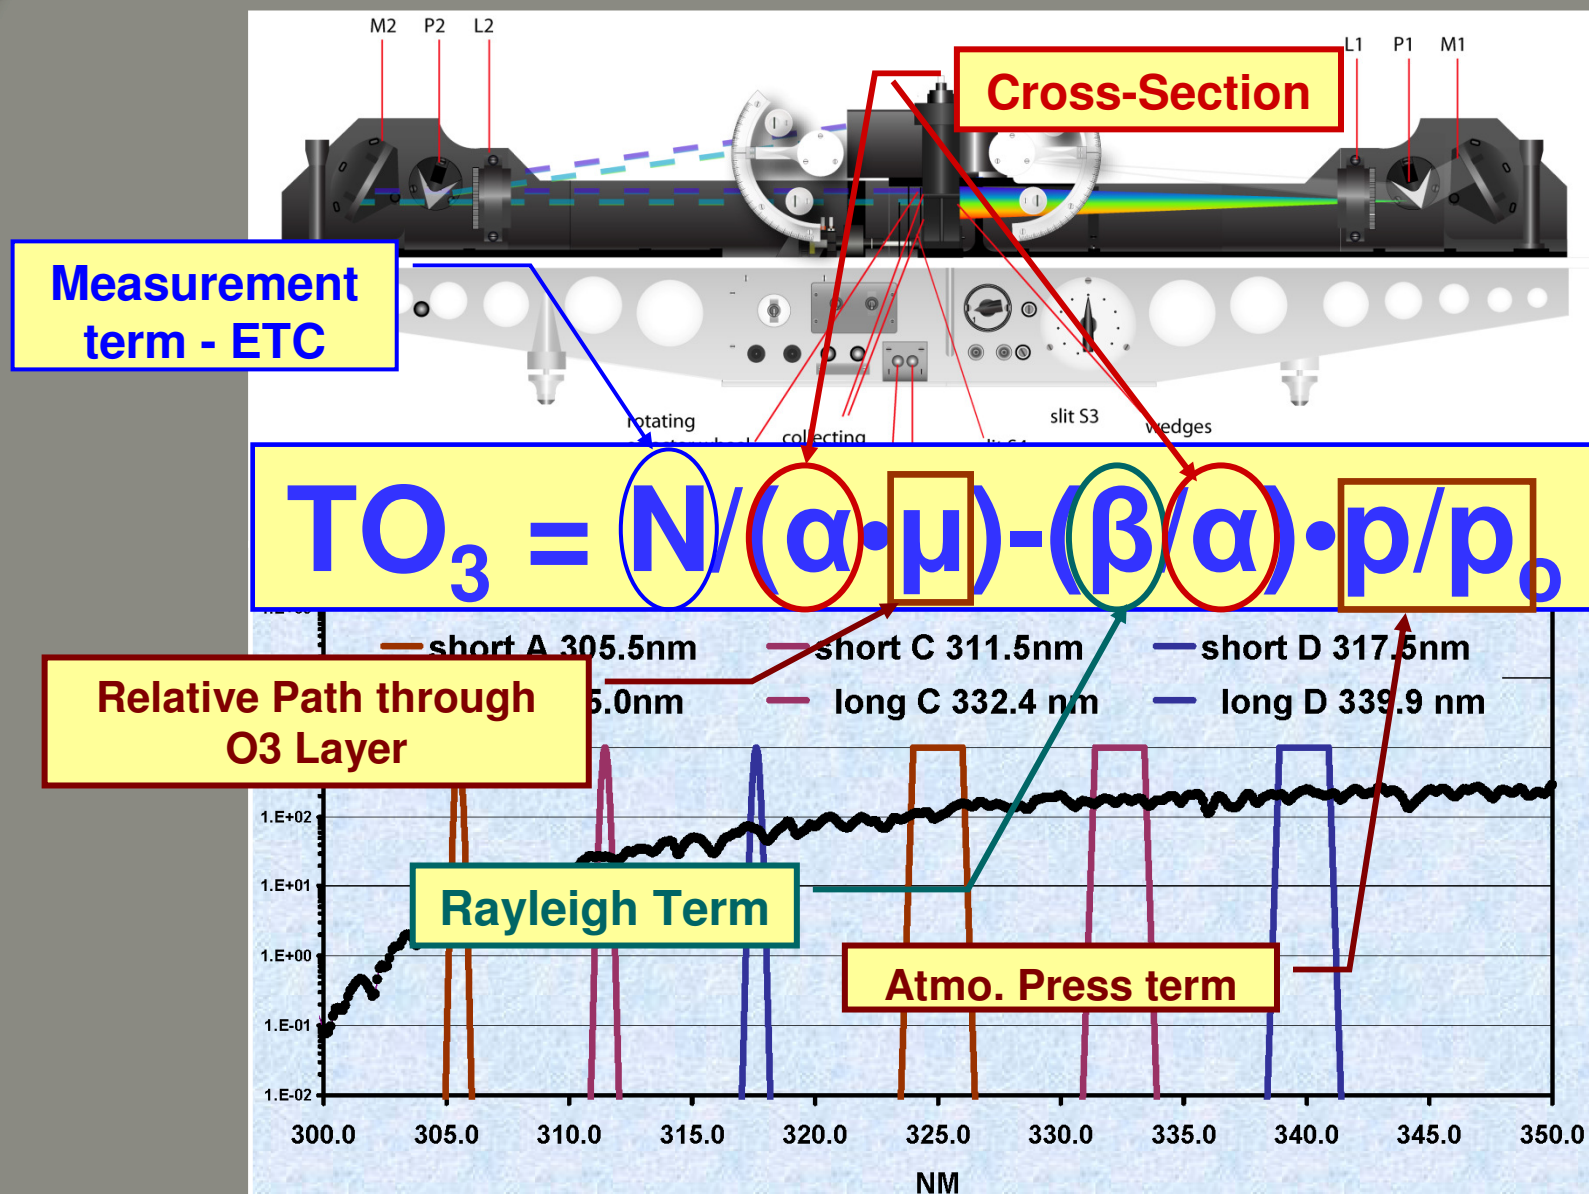 M2 P2 L2
L1 P1 M1
Cross-Section
Measurement
term - ETC
rotating
collecting
slit S3
wedges
TO3 = N/(α•μ)-(β/α)•p/po
short A 305.5nm short C 311.5nm short D 317.5nm
5.0nm long C 332.4 nm long D 339.9 nm
Relative Path through
O3 Layer
1.E+02
1.E+01
1.E+00
1.E-01
1.E-02
Rayleigh Term
Atmo. Press term
300.0 305.0 310.0 315.0 320.0 325.0 330.0 335.0 340.0 345.0 350.0
NM